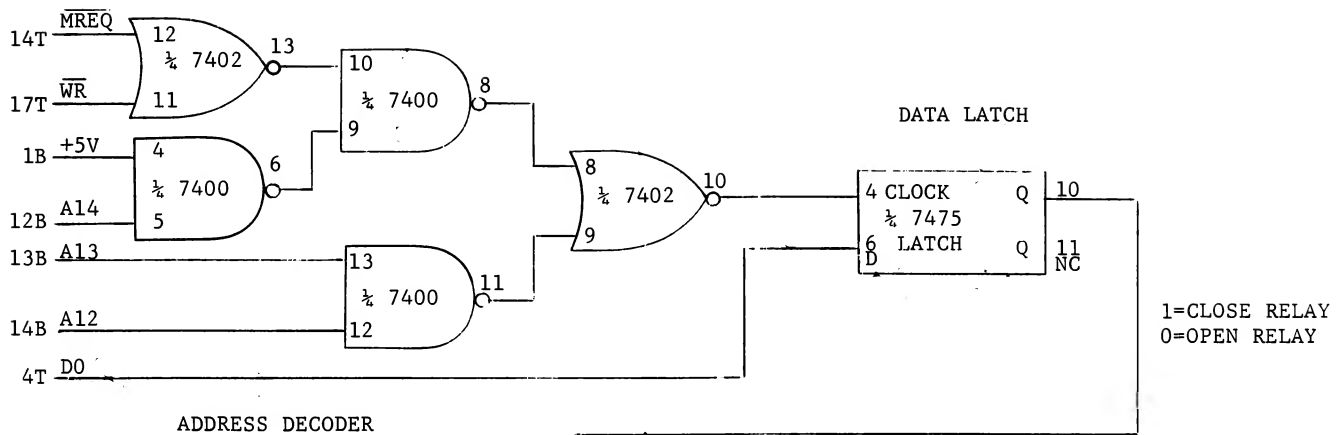 14T MREQ
12 13
¼ 7402
17T WR 11
10 8
¼ 7400
9
1B +5V 4 6
¼ 7400
12B A14 5
13B A13 13 11
¼ 7400
14B A12 12
4T D0
8 10
¼ 7402
9
DATA LATCH
4 CLOCK Q 10
¼ 7475
6 LATCH Q 11
D NC
1=CLOSE RELAY
0=OPEN RELAY
ADDRESS DECODER